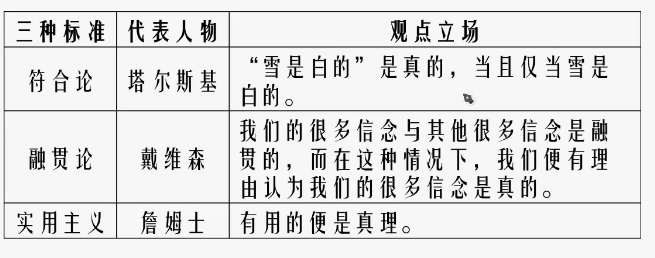 三种标准 代表人物 观点立场
符合论 塔尔斯基 “雪是白的”是真的，当且仅当雪是
白的。
融贯论 戴维森 我们的很多信念与其他很多信念是融
贯的，而在这种情况下，我们便有理
由认为我们的很多信念是真的。
实用主义 詹姆士 有用的便是真理。